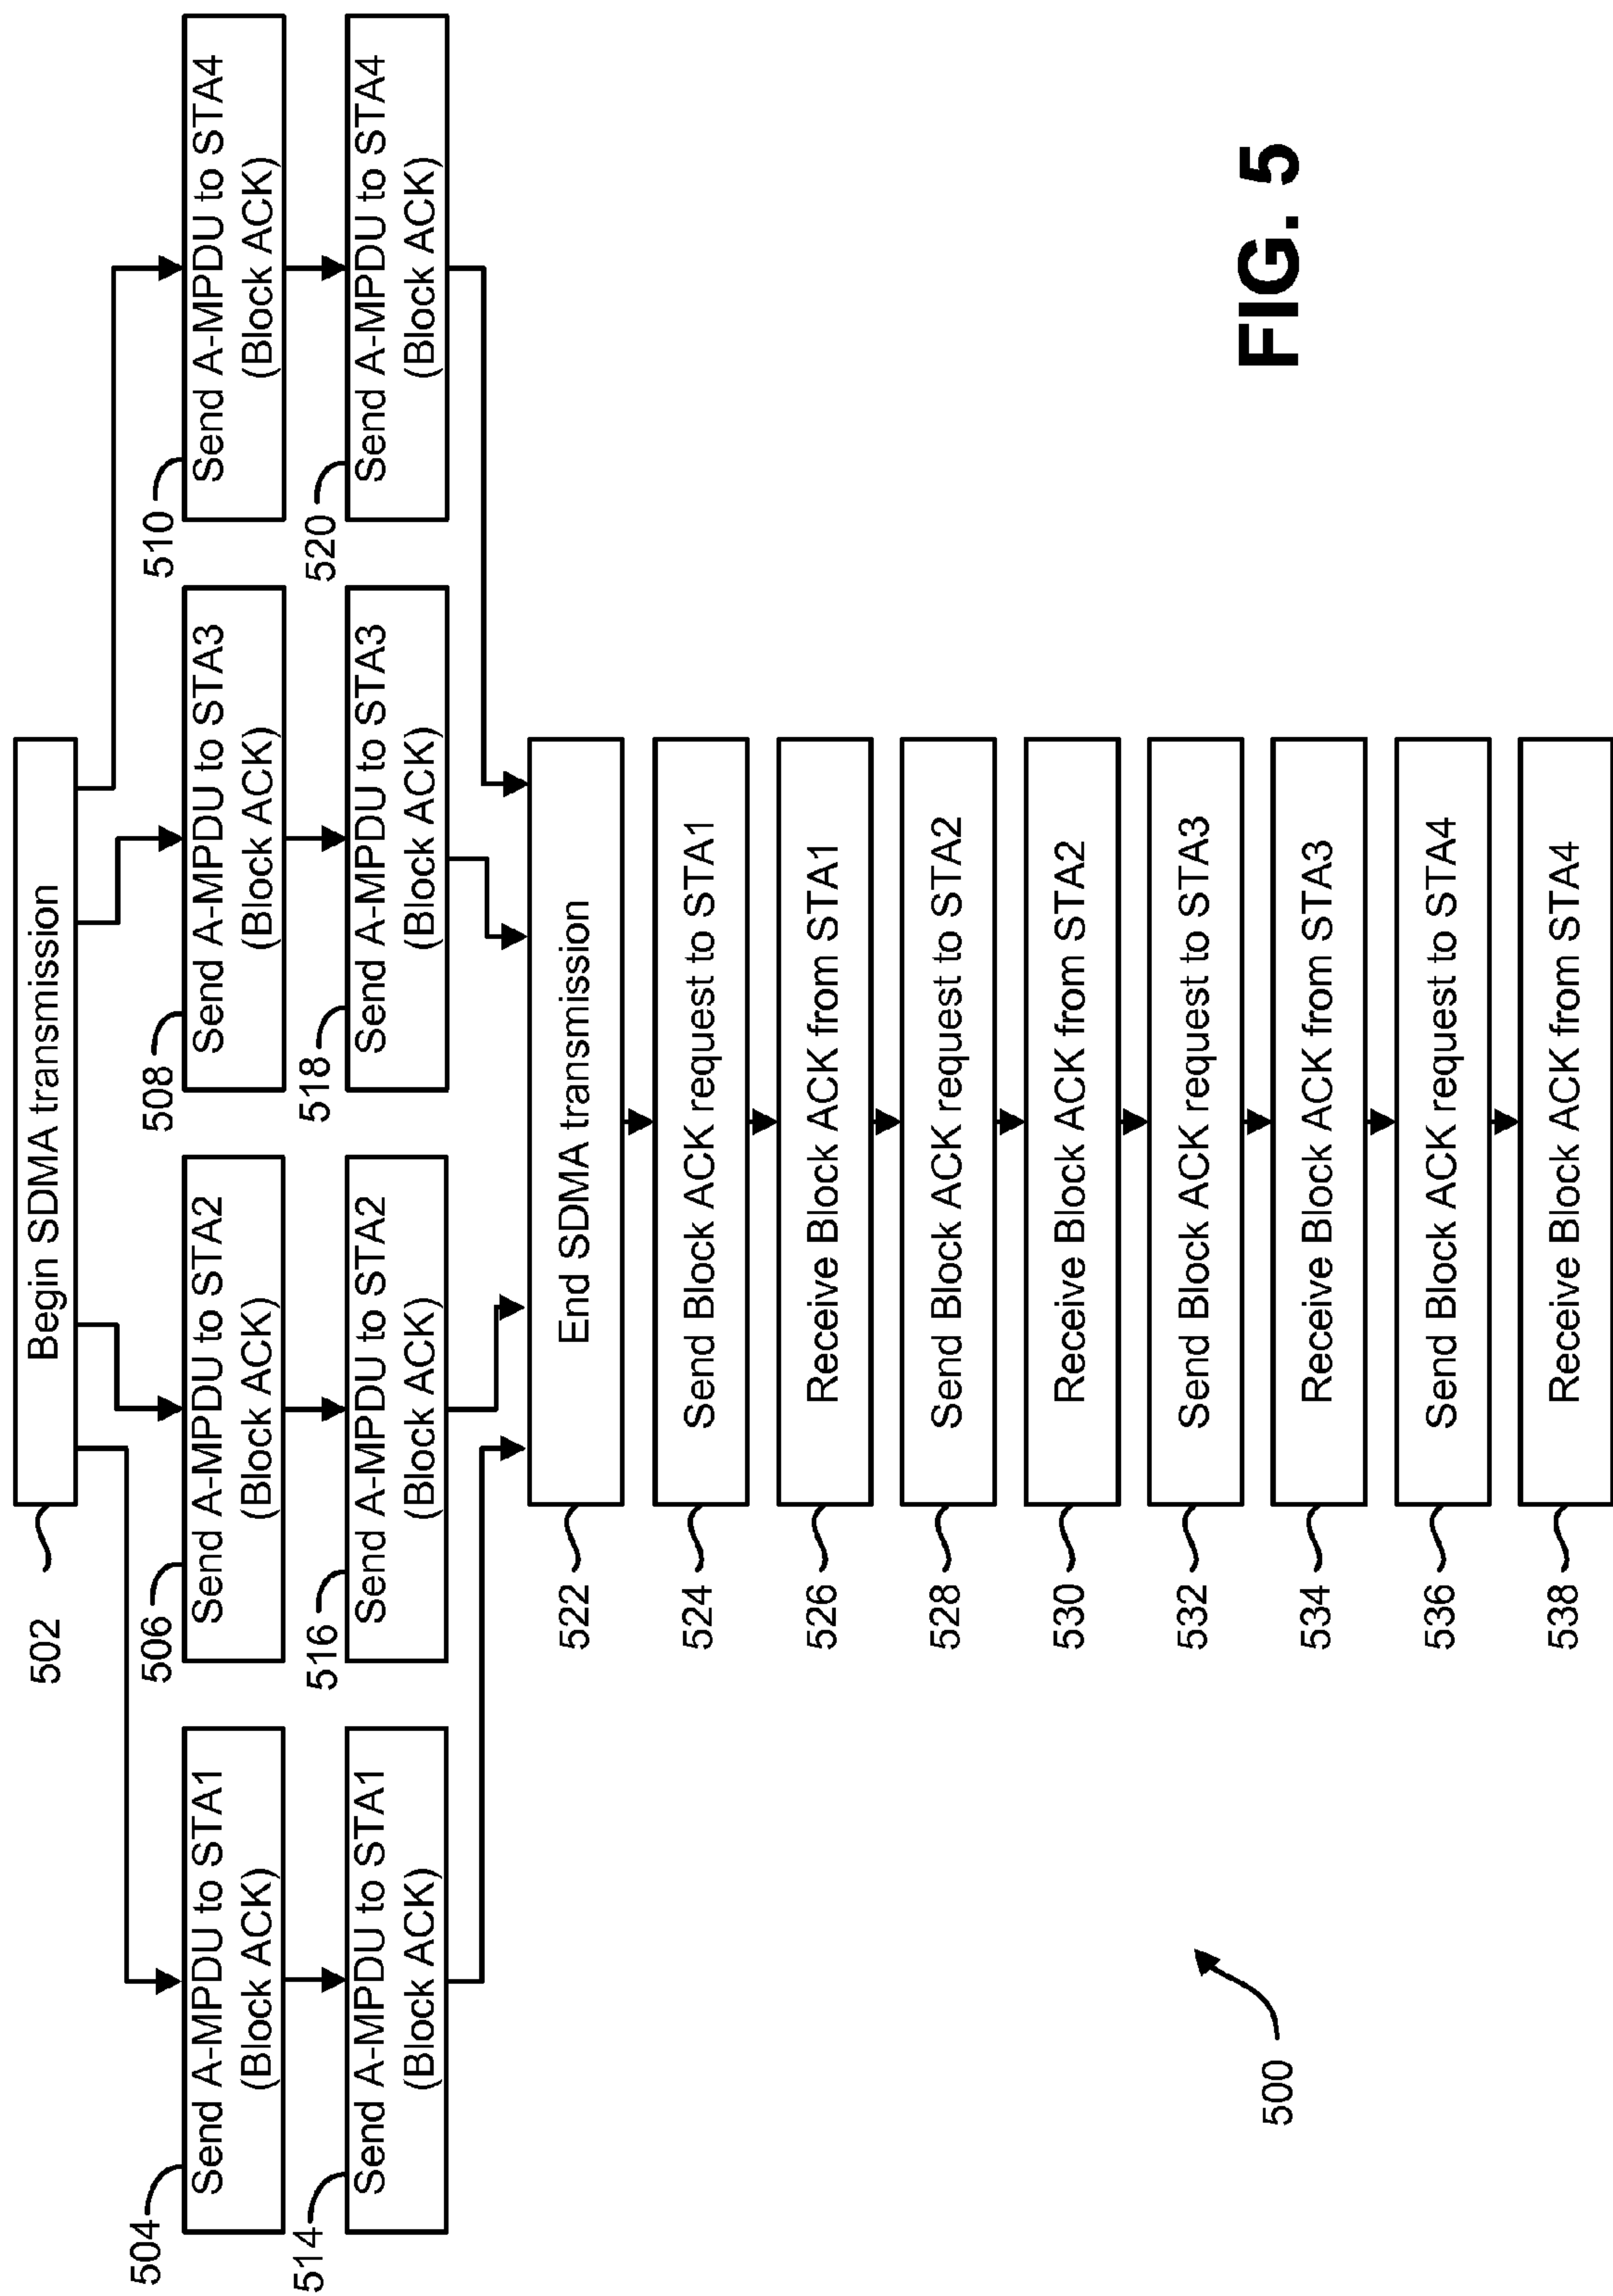 502
Begin SDMA transmission
504
Send A-MPDU to STA1
(Block ACK)
506
Send A-MPDU to STA2
(Block ACK)
508
Send A-MPDU to STA3
(Block ACK)
510
Send A-MPDU to STA4
(Block ACK)
514
Send A-MPDU to STA1
(Block ACK)
516
Send A-MPDU to STA2
(Block ACK)
518
Send A-MPDU to STA3
(Block ACK)
520
Send A-MPDU to STA4
(Block ACK)
522
End SDMA transmission
524
Send Block ACK request to STA1
526
Receive Block ACK from STA1
528
Send Block ACK request to STA2
530
Receive Block ACK from STA2
532
Send Block ACK request to STA3
534
Receive Block ACK from STA3
536
Send Block ACK request to STA4
538
Receive Block ACK from STA4
500
FIG. 5